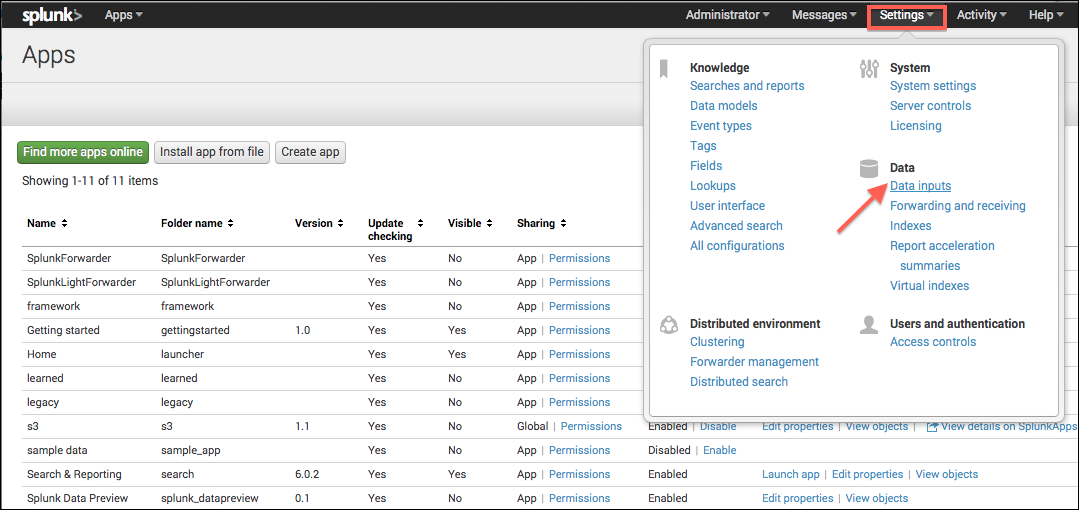 splunk> Apps Administrator Messages Settings Activity Help
Apps
Knowledge
Searches and reports
Data models
Event types
Tags
Fields
Lookups
User interface
Advanced search
All configurations
System
System settings
Server controls
Licensing
Data
Data inputs
Forwarding and receiving
Indexes
Report acceleration
summaries
Virtual indexes
Distributed environment
Clustering
Forwarder management
Distributed search
Users and authentication
Access controls
Find more apps online Install app from file Create app
Showing 1-11 of 11 items
Name Folder name Version Update checking Visible Sharing
SplunkForwarder SplunkForwarder Yes No App | Permissions
SplunkLightForwarder SplunkLightForwarder Yes No App | Permissions
framework framework Yes No App | Permissions
Getting started gettingstarted 1.0 Yes Yes App | Permissions
Home launcher Yes Yes App | Permissions
learned learned Yes No App | Permissions
legacy legacy Yes No App | Permissions
s3 s3 1.1 Yes No Global | Permissions Enabled | Disable Edit properties | View objects | View details on SplunkApps
sample data sample_app Yes No App | Permissions Disabled | Enable
Search & Reporting search 6.0.2 Yes Yes App | Permissions Enabled Launch app | Edit properties | View objects
Splunk Data Preview splunk_datapreview 0.1 Yes No App | Permissions Enabled Edit properties | View objects